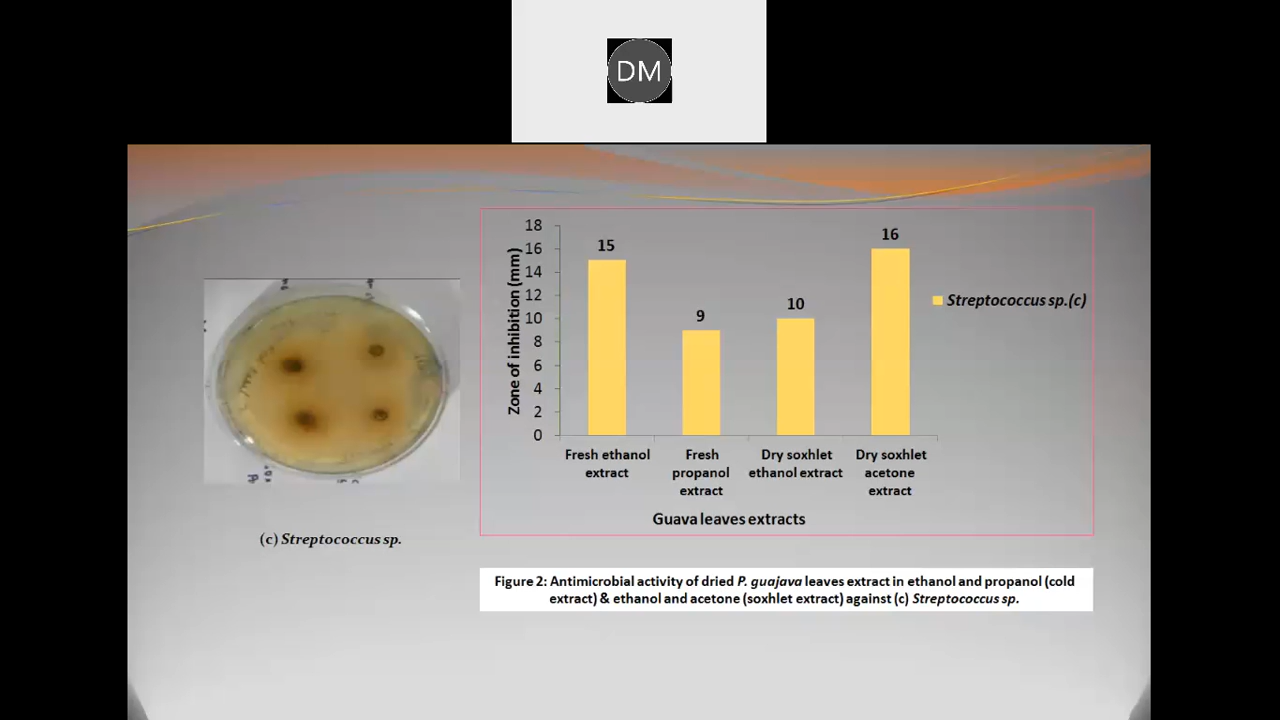 DM
18
16
14
12
10
8
6
4
2
0
Zone of inhibition (mm)
15
9
10
16
Streptococcus sp.(c)
Fresh ethanol
extract
Fresh
propanol
extract
Dry soxhlet
ethanol extract
Dry soxhlet
acetone
extract
Guava leaves extracts
(c) Streptococcus sp.
Figure 2: Antimicrobial activity of dried P. guajava leaves extract in ethanol and propanol (cold
extract) & ethanol and acetone (soxhlet extract) against (c) Streptococcus sp.